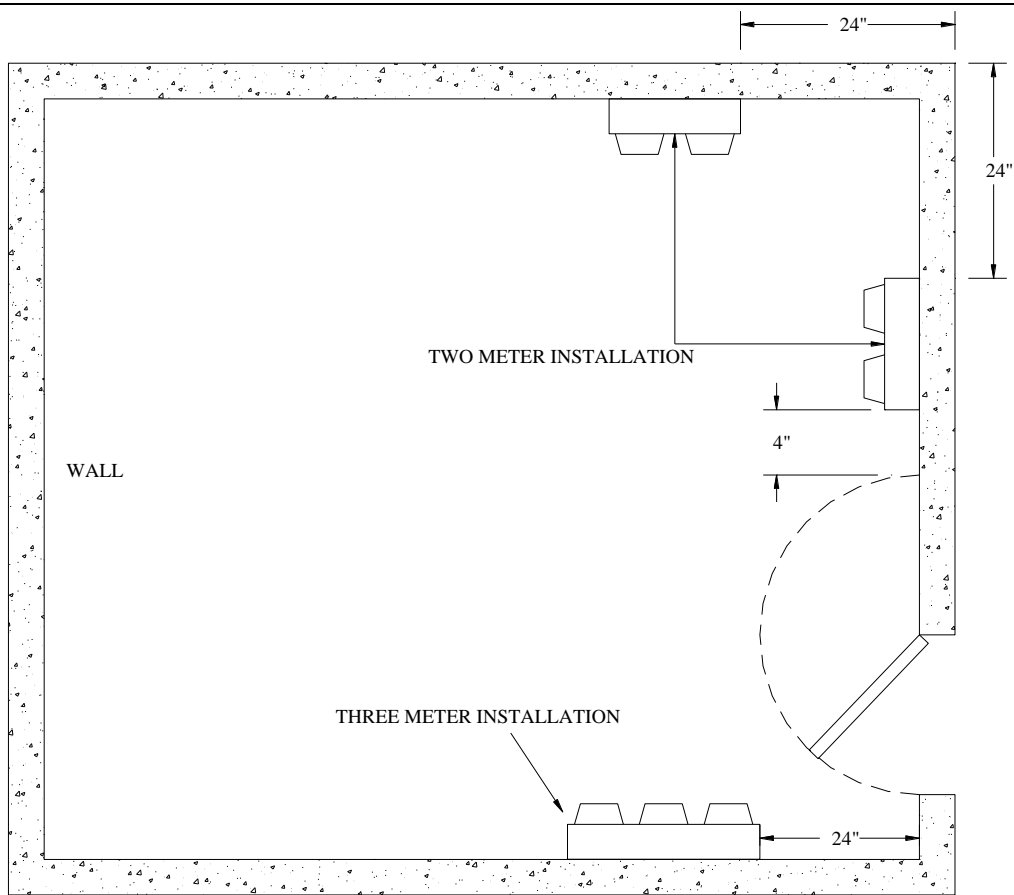 24"
24"
TWO METER INSTALLATION
4"
WALL
THREE METER INSTALLATION
24"